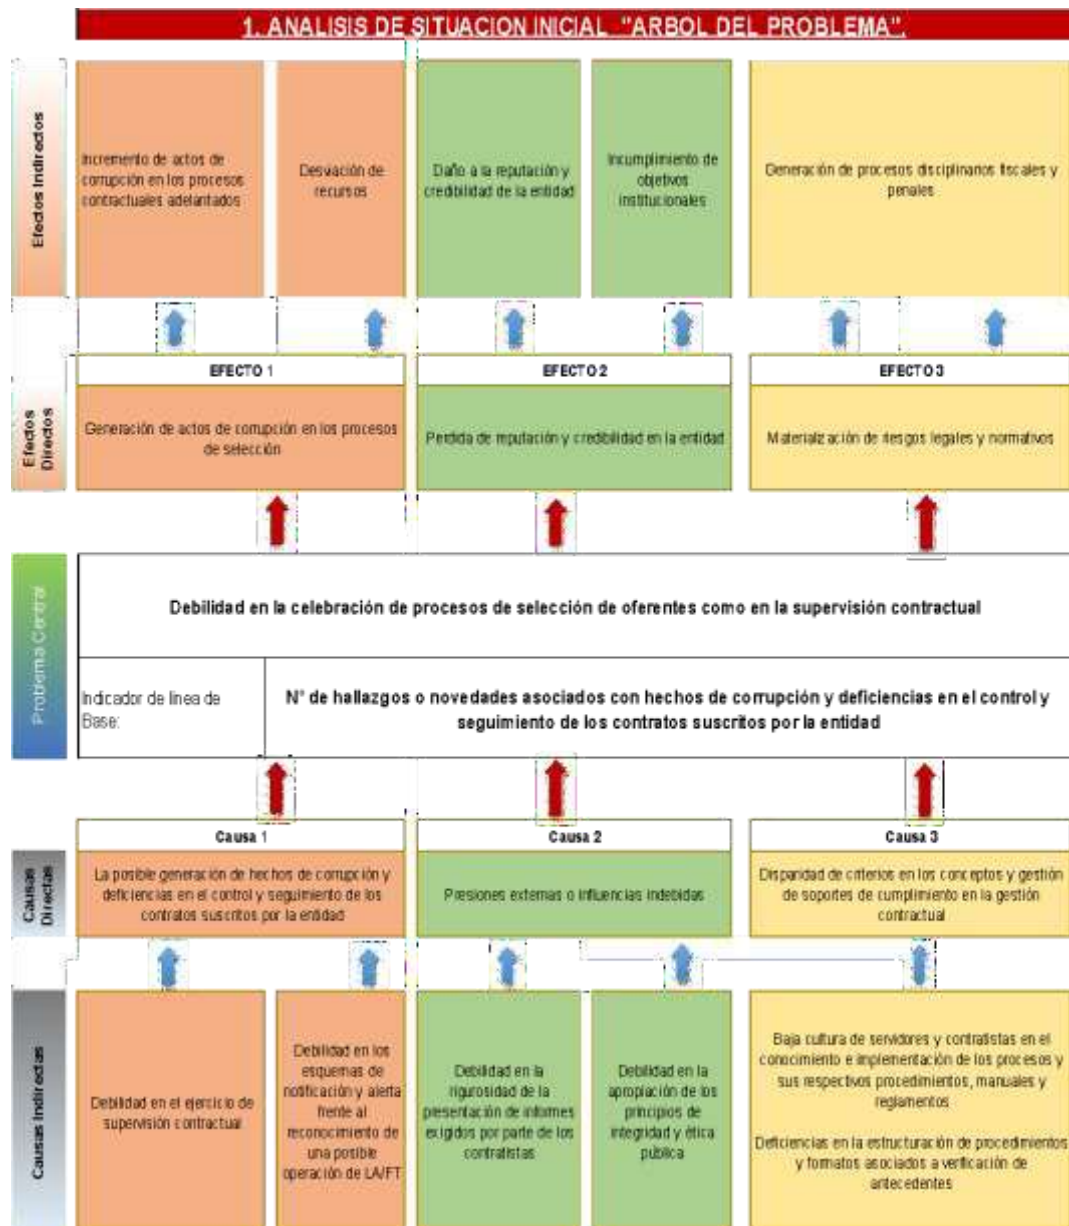 1. ANALISIS DE SITUACION INICIAL "ARBOL DEL PROBLEMA".
Efectos Indirectos
Incremento de actos de
corrupción en los procesos
contractuales adelantados
Desviación de
recursos
Daño a la reputación y
credibilidad de la entidad
Incumplimiento de
objetivos
institucionales
Generación de procesos disciplinarios fiscales y
penales
Efectos
Directos
EFECTO 1
Generación de actos de corrupción en los procesos
de selección
EFECTO 2
Perdida de reputación y credibilidad en la entidad
EFECTO 3
Materialización de riesgos legales y normativos
Problema Central
Debilidad en la celebración de procesos de selección de oferentes como en la supervisión contractual
Indicador de línea de
Base:
N° de hallazgos o novedades asociados con hechos de corrupción y deficiencias en el control y
seguimiento de los contratos suscritos por la entidad
Causas
Directas
Causa 1
La posible generación de hechos de corrupción y
deficiencias en el control y seguimiento de los
contratos suscritos por la entidad
Causa 2
Presiones externas o influencias indebidas
Causa 3
Disparidad de criterios en los conceptos y gestión
de soportes de cumplimiento en la gestión
contractual
Causas Indirectas
Debilidad en el ejercicio de
supervisión contractual
Debilidad en los
esquemas de
notificación y alerta
frente al
reconocimiento de
una posible
operación de LA/FT
Debilidad en la
rigurosidad de la
presentación de informes
exigidos por parte de los
contratistas
Debilidad en la
apropiación de los
principios de
integridad y ética
pública
Baja cultura de servidores y contratistas en el
conocimiento e implementación de los procesos y
sus respectivos procedimientos, manuales y
reglamentos
Deficiencias en la estructuración de procedimientos
y formatos asociados a verificación de
antecedentes